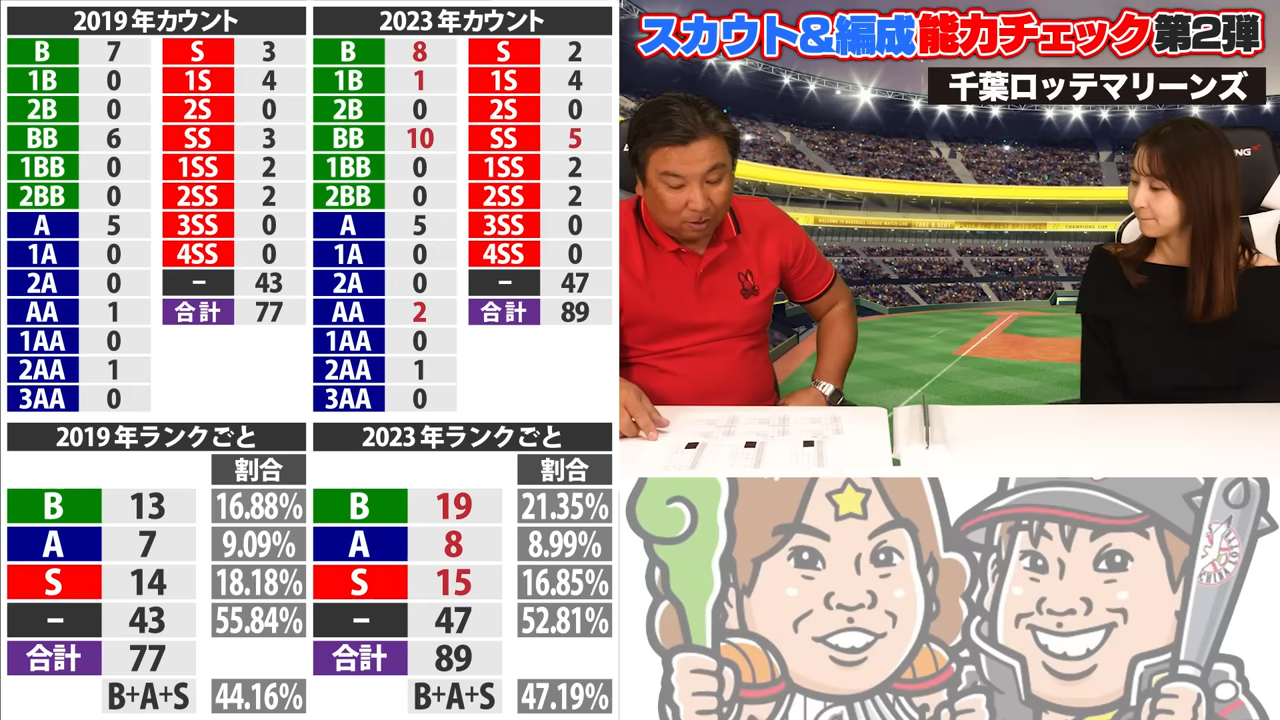 2019年カウント
B 7 S 3
1B 0 1S 4
2B 0 2S 0
BB 6 SS 3
1BB 0 1SS 2
2BB 0 2SS 2
A 5 3SS 0
1A 0 4SS 0
2A 0 − 43
AA 1 合計 77
1AA 0
2AA 1
3AA 0
2023年カウント
B 8 S 2
1B 1 1S 4
2B 0 2S 0
BB 10 SS 5
1BB 0 1SS 2
2BB 0 2SS 2
A 5 3SS 0
1A 0 4SS 0
2A 0 − 47
AA 2 合計 89
1AA 0
2AA 1
3AA 0
2019年ランクごと
割合
B 13 16.88%
A 7 9.09%
S 14 18.18%
− 43 55.84%
合計 77
B+A+S 44.16%
2023年ランクごと
割合
B 19 21.35%
A 8 8.99%
S 15 16.85%
− 47 52.81%
合計 89
B+A+S 47.19%
スカウト&編成能力チェック第2弾
千葉ロッテマリーンズ